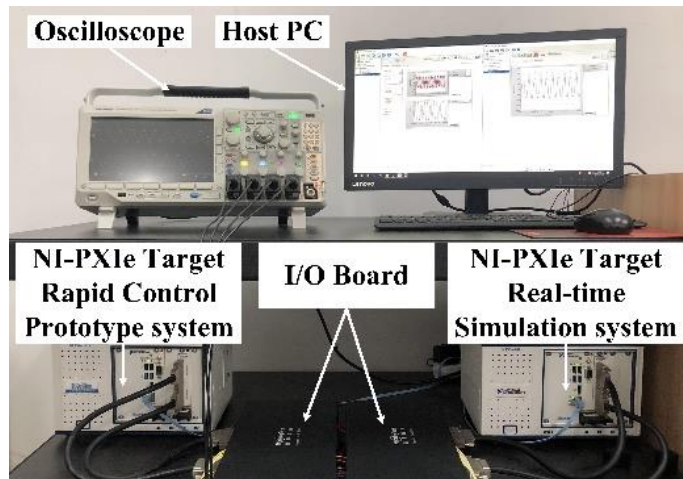 Oscilloscope
Host PC
Lenovo
NI-PXIe Target
Rapid Control
Prototype system
I/O Board
NI-PXIe Target
Real-time
Simulation system